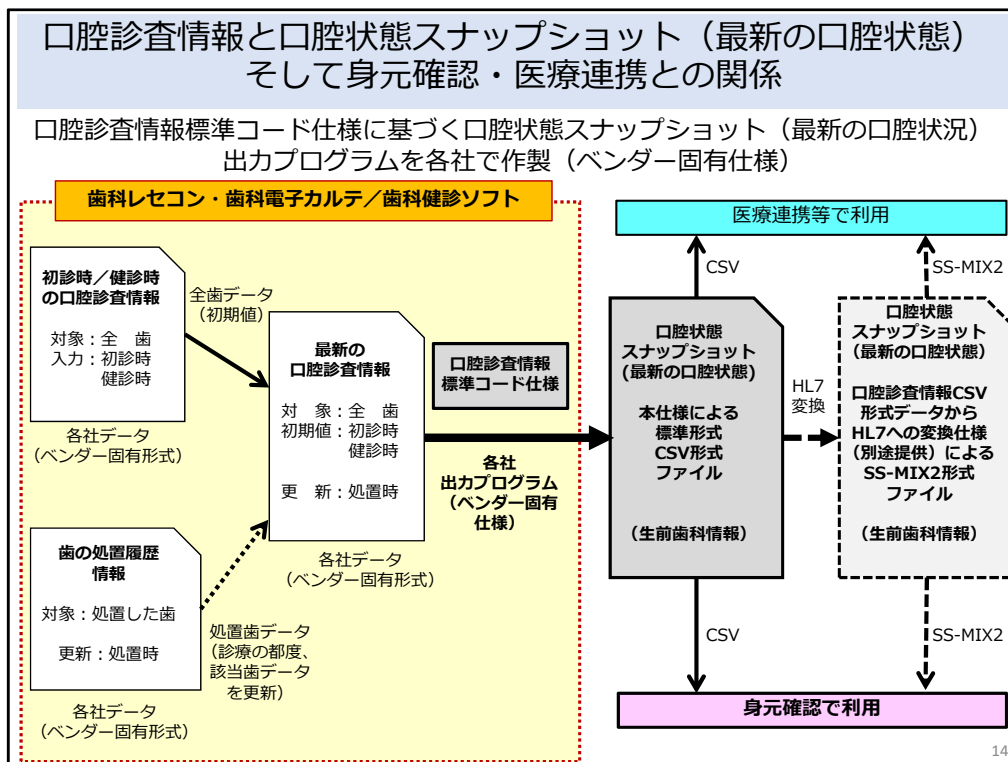 口腔診査情報と口腔状態スナップショット（最新の口腔状態）
そして身元確認・医療連携との関係
口腔診査情報標準コード仕様に基づく口腔状態スナップショット（最新の口腔状況）
出力プログラムを各社で作製（ベンダー固有仕様）
歯科レセコン・歯科電子カルテ／歯科健診ソフト
初診時／健診時
の口腔診査情報
対象：全　歯
入力：初診時
健診時
各社データ
（ベンダー固有形式）
全歯データ
（初期値）
歯の処置履歴
情報
対象：処置した歯
更新：処置時
各社データ
（ベンダー固有形式）
処置歯データ
（診療の都度、
該当歯データ
を更新）
最新の
口腔診査情報
対　象：全　歯
初期値：初診時
健診時
更　新：処置時
各社データ
（ベンダー固有形式）
口腔診査情報
標準コード仕様
各社
出力プログラム
（ベンダー固有
仕様）
医療連携等で利用
CSV
SS-MIX2
口腔状態
スナップショット
(最新の口腔状態)
本仕様による
標準形式
CSV形式
ファイル
（生前歯科情報）
HL7
変換
口腔状態
スナップショット
（最新の口腔状態）
口腔診査情報CSV
形式データから
HL7への変換仕様
（別途提供）による
SS-MIX2形式
ファイル
（生前歯科情報）
CSV
SS-MIX2
身元確認で利用
14